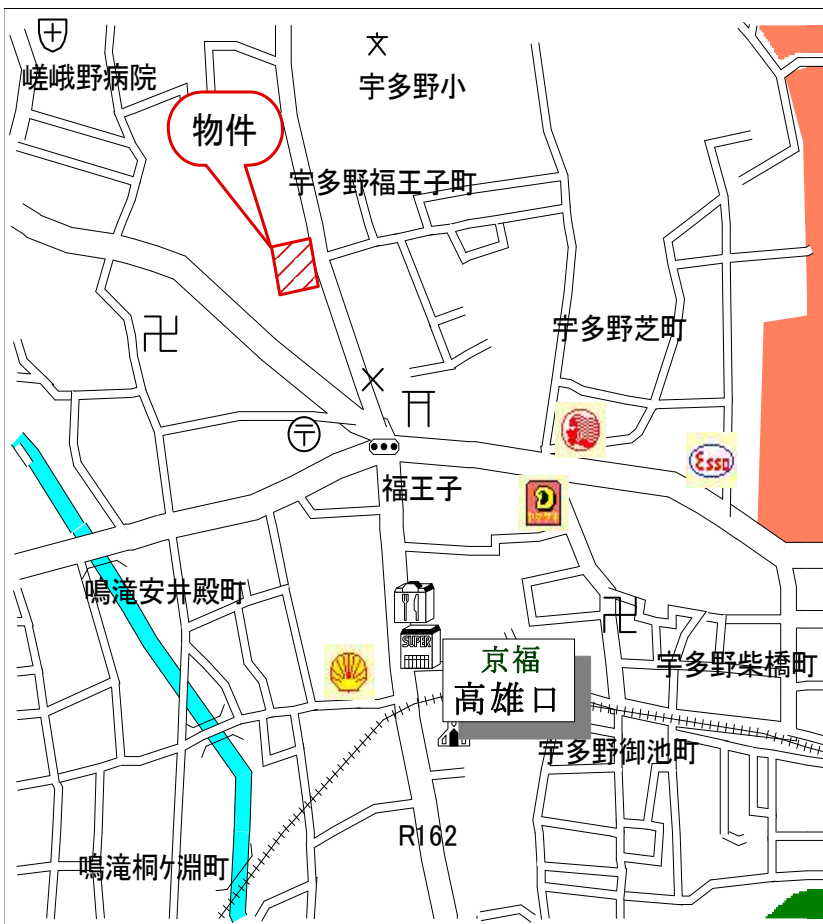 嵯峨野病院
文
宇多野小
物件
宇多野福王子町
宇多野芝町
Esso
福王子
鳴滝安井殿町
SUPER
京福
高雄口
宇多野柴橋町
宇多野御池町
R162
鳴滝桐ケ淵町